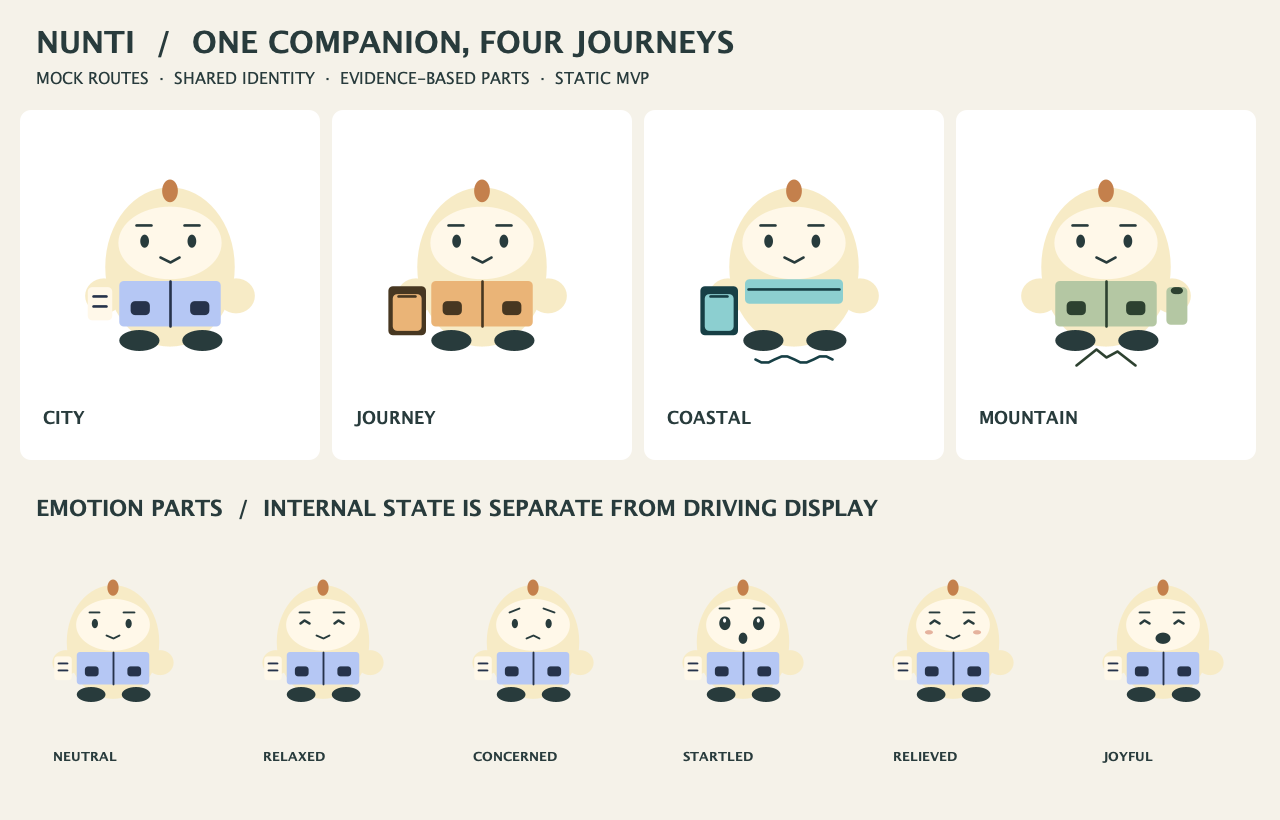 NUNTI / ONE COMPANION, FOUR JOURNEYS
MOCK ROUTES · SHARED IDENTITY · EVIDENCE-BASED PARTS · STATIC MVP
CITY
JOURNEY
COASTAL
MOUNTAIN
EMOTION PARTS / INTERNAL STATE IS SEPARATE FROM DRIVING DISPLAY
NEUTRAL
RELAXED
CONCERNED
STARTLED
RELIEVED
JOYFUL